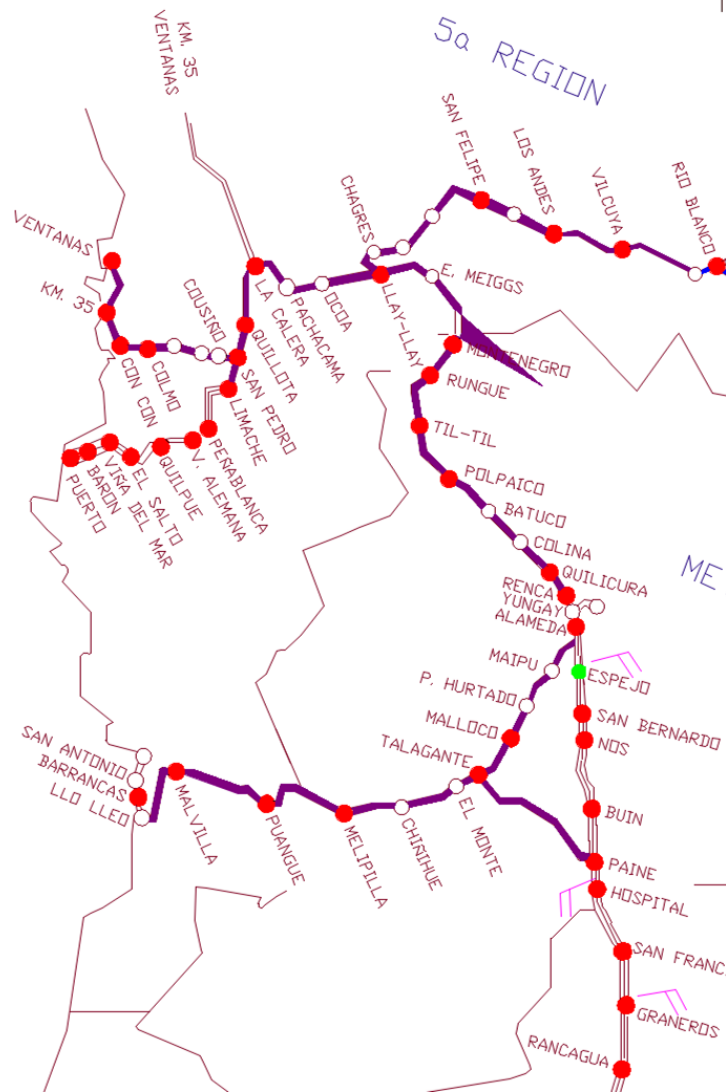 KM. 35
VENTANAS
5a REGION
SAN FELIPE
LOS ANDES
VILCUYA
RIO BLANCO
CHAGRES
VENTANAS
KM. 35
E. MEIGGS
LLAY-LLAY
OCOA
PACHACAMA
LA CALERA
QUILLOTA
COUSIÑO
SAN PEDRO
LIMACHE
CON CON
COLMO
PEÑABLANCA
V. ALEMANA
QUILPUE
EL SALTO
VIÑA DEL MAR
BARON
PUERTO
MONTENEGRO
RUNGUE
TIL-TIL
POLPAICO
BATUCO
COLINA
QUILICURA
ME
RENCA
YUNGAY
ALAMEDA
MAIPU
ESPEJO
P. HURTADO
SAN BERNARDO
MALLOCO
NOS
TALAGANTE
SAN ANTONIO
BARRANCAS
LLO LLEO
MALVILLA
PUANGUE
MELIPILLA
CHIÑIHUE
EL MONTE
BUIN
PAINE
HOSPITAL
SAN FRANC
GRANEROS
RANCAGUA